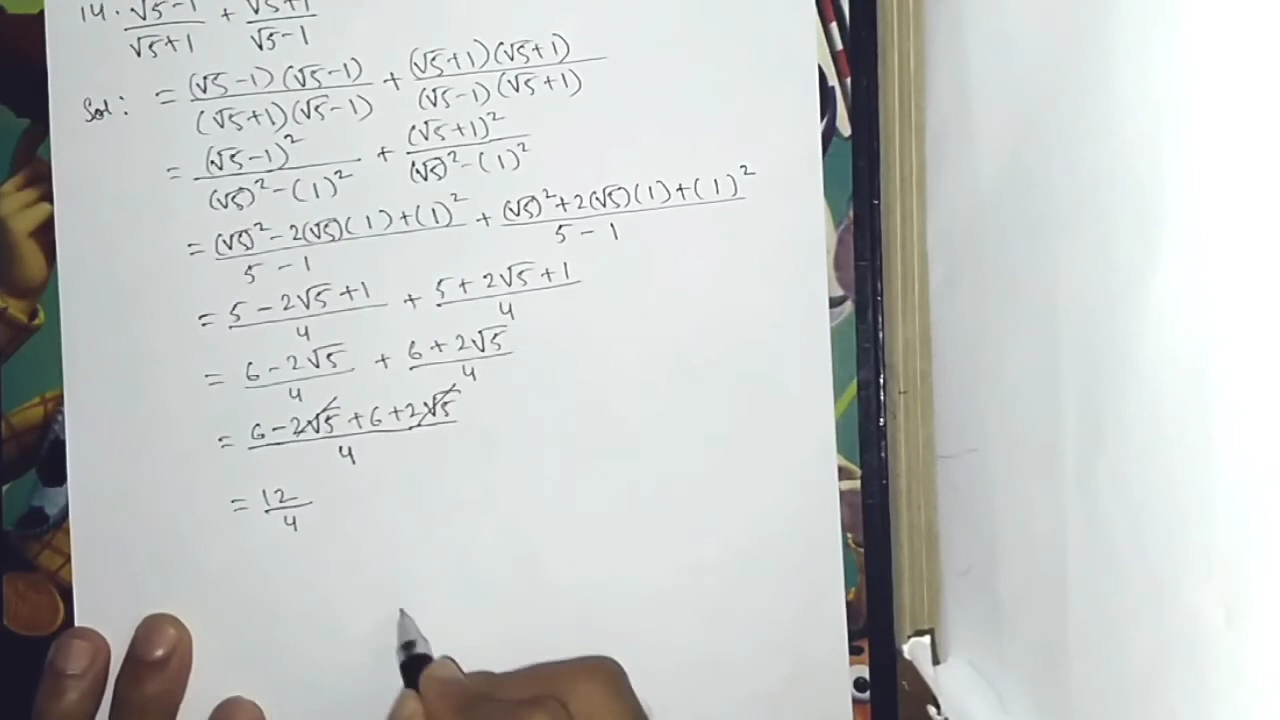 14. (√5-1)/(√5+1) + (√5+1)/(√5-1)
Sol: = (√5-1)(√5-1)/(√5+1)(√5-1) + (√5+1)(√5+1)/(√5-1)(√5+1)
= (√5-1)²/((√5)²-(1)²) + (√5+1)²/((√5)²-(1)²)
= ((√5)²-2(√5)(1)+(1)²)/(5-1) + ((√5)²+2(√5)(1)+(1)²)/(5-1)
= (5-2√5+1)/4 + (5+2√5+1)/4
= (6-2√5)/4 + (6+2√5)/4
= (6-2√5+6+2√5)/4
= 12/4